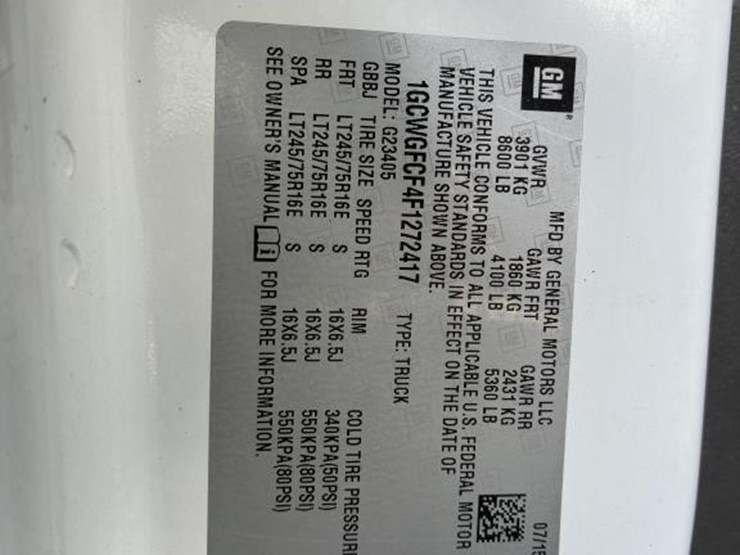 GM
MFD BY GENERAL MOTORS LLC 07/15
GVWR GAWR FRT GAWR RR
3901 KG 1860 KG 2431 KG
8600 LB 4100 LB 5360 LB
THIS VEHICLE CONFORMS TO ALL APPLICABLE U.S. FEDERAL MOTOR
VEHICLE SAFETY STANDARDS IN EFFECT ON THE DATE OF
MANUFACTURE SHOWN ABOVE.
1GCWGFCF4F1272417 TYPE: TRUCK
MODEL: G23405
GBBJ TIRE SIZE SPEED RTG RIM COLD TIRE PRESSUR
FRT LT245/75R16E S 16X6.5J 340KPA(50PSI)
RR LT245/75R16E S 16X6.5J 550KPA(80PSI)
SPA LT245/75R16E S 16X6.5J 550KPA(80PSI)
SEE OWNER'S MANUAL i FOR MORE INFORMATION.